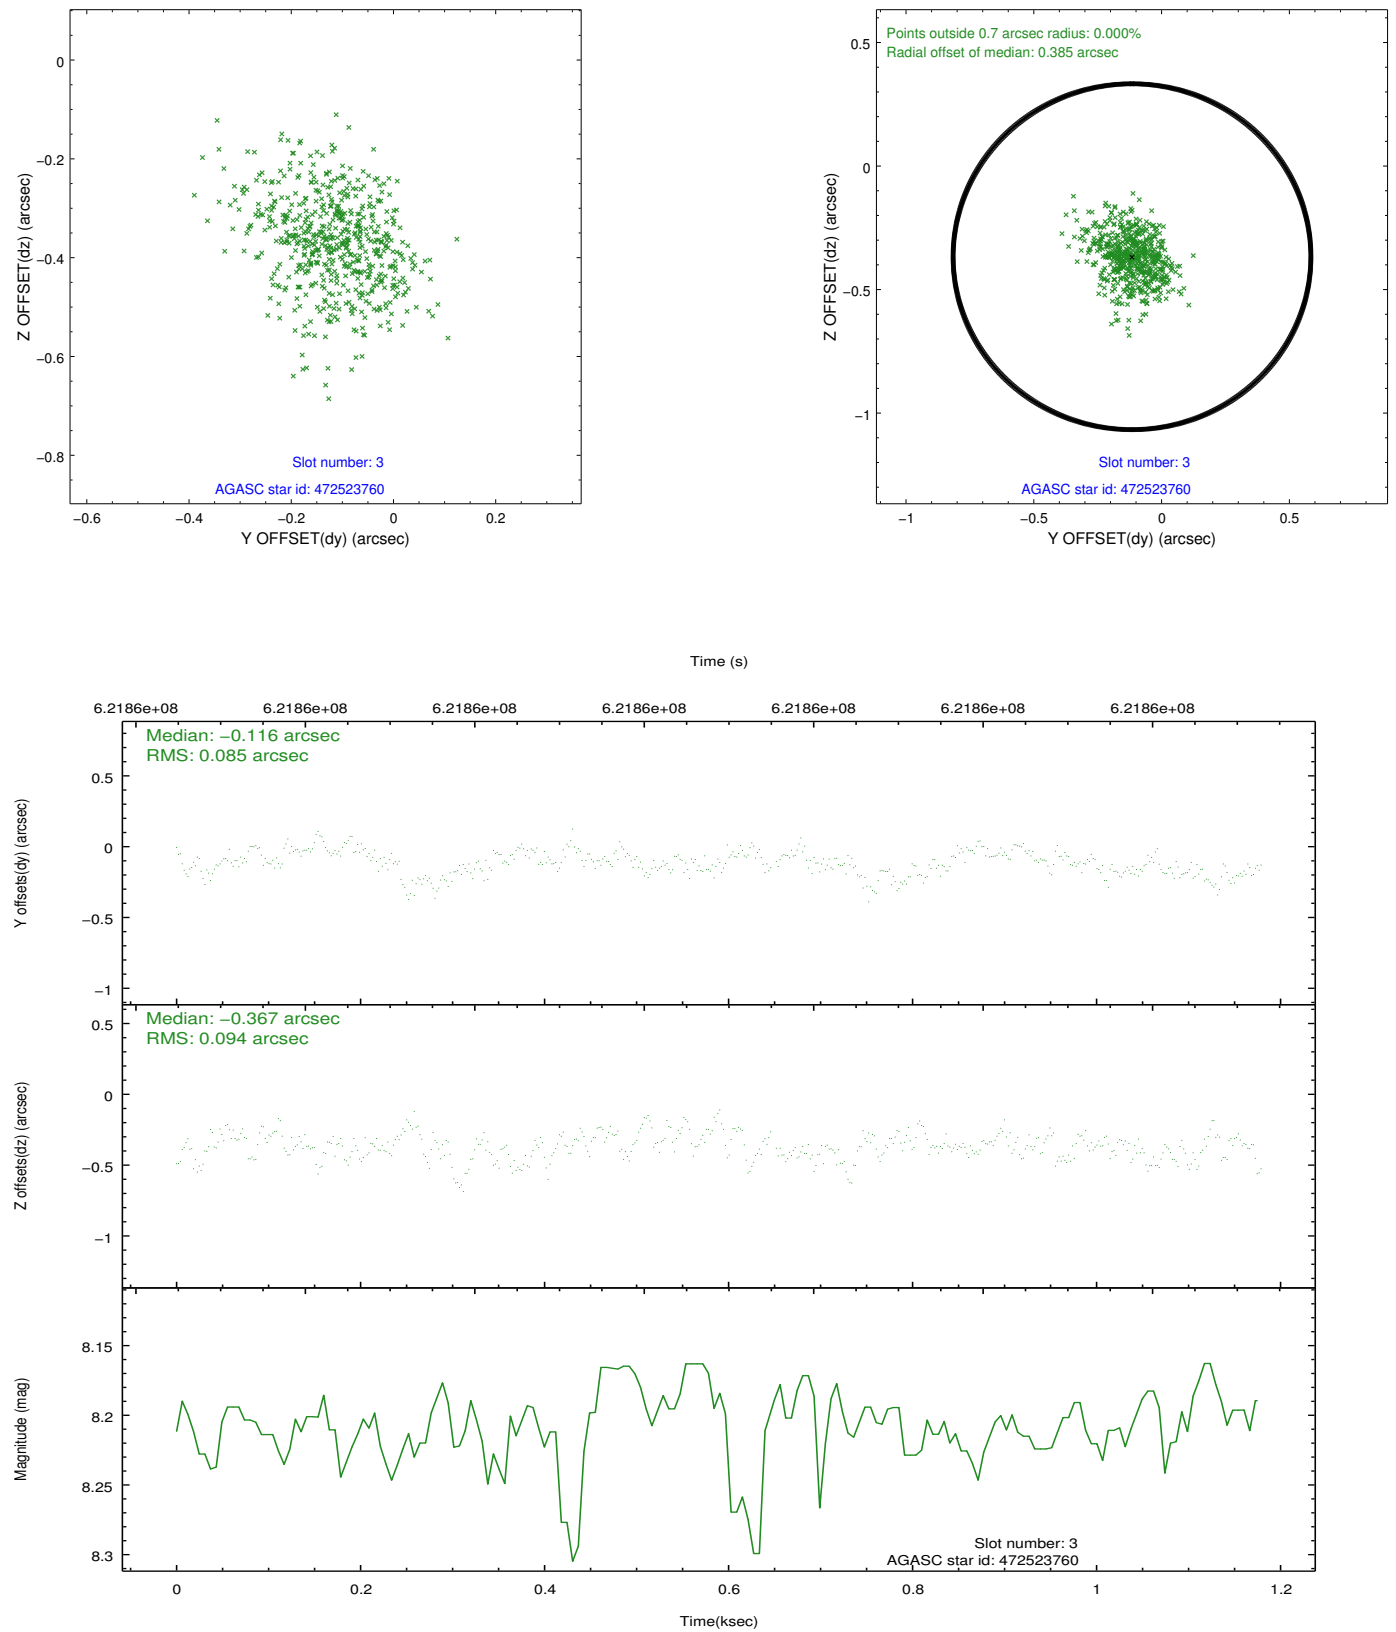 0
−0.2
−0.4
−0.6
−0.8
Z OFFSET(dz) (arcsec)
Slot number: 3
AGASC star id: 472523760
−0.6
−0.4
−0.2
0
0.2
Y OFFSET(dy) (arcsec)
Points outside 0.7 arcsec radius: 0.000%
Radial offset of median: 0.385 arcsec
0.5
0
−0.5
−1
Z OFFSET(dz) (arcsec)
Slot number: 3
AGASC star id: 472523760
−1
−0.5
0
0.5
Y OFFSET(dy) (arcsec)
Time (s)
6.2186e+08
6.2186e+08
6.2186e+08
6.2186e+08
6.2186e+08
6.2186e+08
6.2186e+08
Median: −0.116 arcsec
RMS: 0.085 arcsec
0.5
0
−0.5
−1
Y offsets(dy) (arcsec)
Median: −0.367 arcsec
RMS: 0.094 arcsec
0.5
0
−0.5
−1
Z offsets(dz) (arcsec)
8.15
8.2
8.25
8.3
Magnitude (mag)
Slot number: 3
AGASC star id: 472523760
0
0.2
0.4
0.6
0.8
1
1.2
Time(ksec)